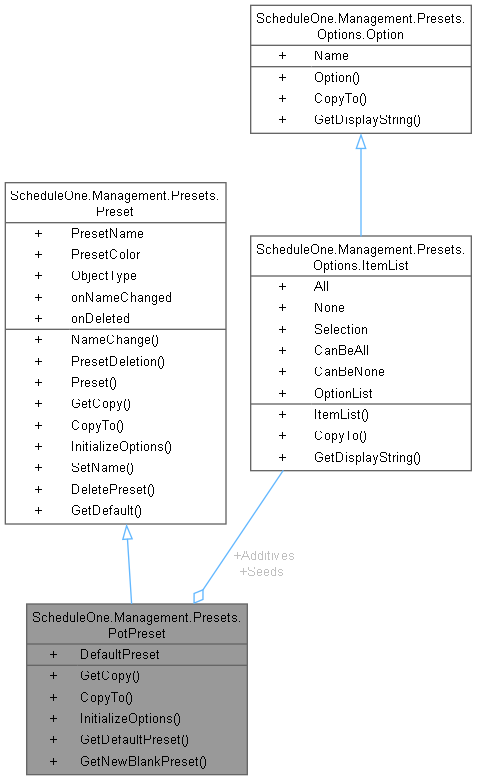 ScheduleOne.Management.Presets.
Options.Option
+ Name
+ Option()
+ CopyTo()
+ GetDisplayString()
ScheduleOne.Management.Presets.
Preset
+ PresetName
+ PresetColor
+ ObjectType
+ onNameChanged
+ onDeleted
+ NameChange()
+ PresetDeletion()
+ Preset()
+ GetCopy()
+ CopyTo()
+ InitializeOptions()
+ SetName()
+ DeletePreset()
+ GetDefault()
ScheduleOne.Management.Presets.
Options.ItemList
+ All
+ None
+ Selection
+ CanBeAll
+ CanBeNone
+ OptionList
+ ItemList()
+ CopyTo()
+ GetDisplayString()
+Additives
+Seeds
ScheduleOne.Management.Presets.
PotPreset
+ DefaultPreset
+ GetCopy()
+ CopyTo()
+ InitializeOptions()
+ GetDefaultPreset()
+ GetNewBlankPreset()